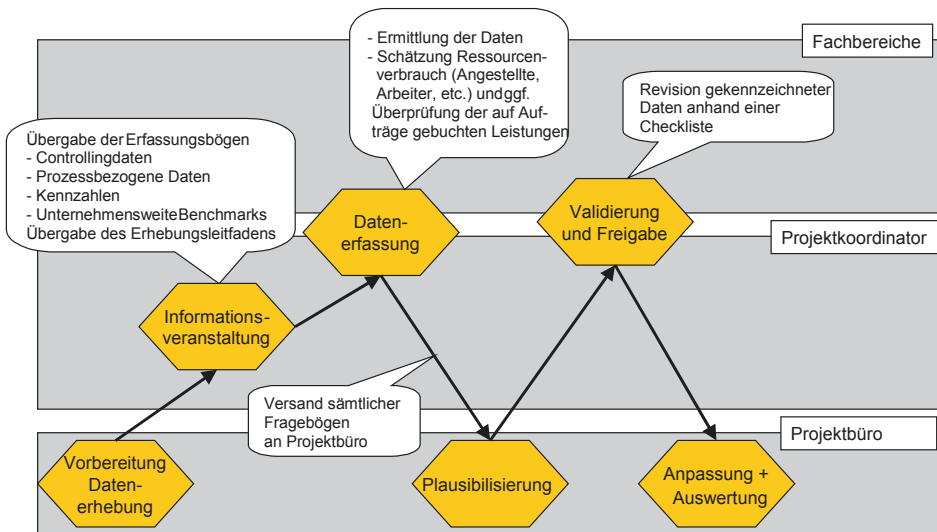 Fachbereiche
- Ermittlung der Daten
- Schätzung Ressourcen-
verbrauch (Angestellte,
Arbeiter, etc.) undggf.
Überprüfung der auf Auf-
träge gebuchten Leistungen
Revision gekennzeichneter
Daten anhand einer
Checkliste
Übergabe der Erfassungsbögen
- Controllingdaten
- Prozessbezogene Daten
- Kennzahlen
- UnternehmensweiteBenchmarks
Übergabe des Erhebungsleitfadens
Daten-
erfassung
Validierung
und Freigabe
Projektkoordinator
Informations-
veranstaltung
Versand sämtlicher
Fragebögen
an Projektbüro
Projektbüro
Vorbereitung
Daten-
erhebung
Plausibilisierung
Anpassung +
Auswertung